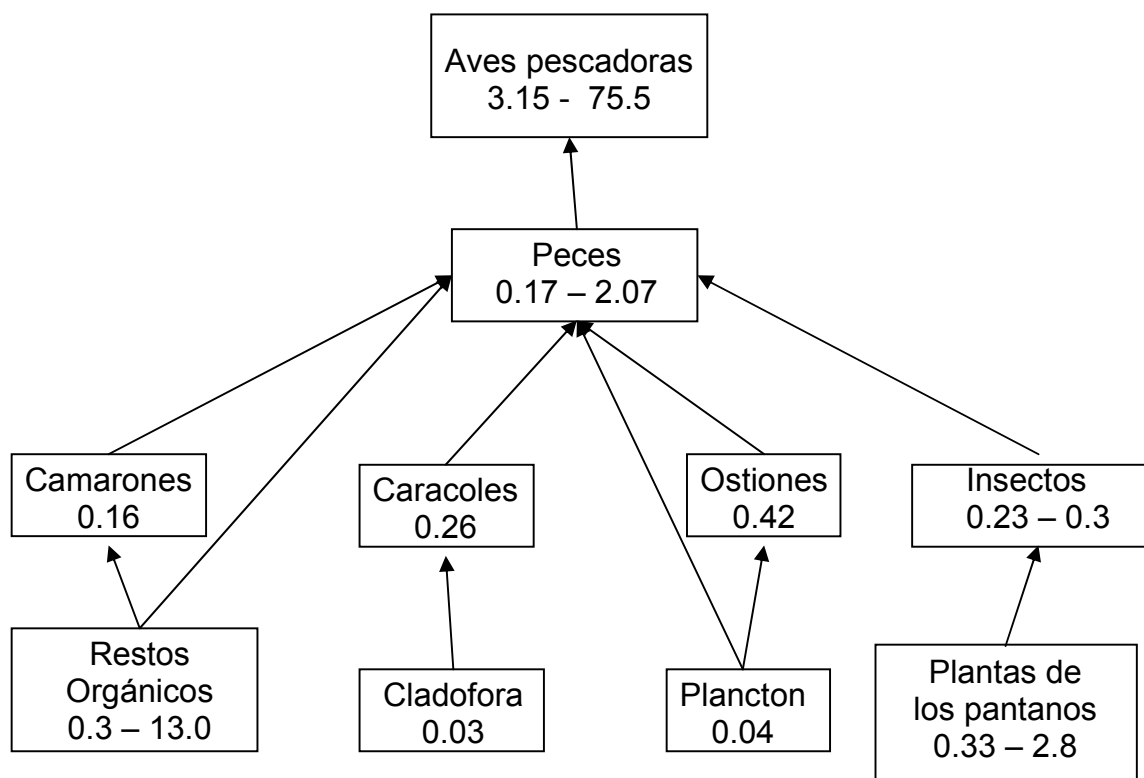 Aves pescadoras
3.15 -  75.5
Peces
0.17 – 2.07
Camarones
0.16
Caracoles
0.26
Ostiones
0.42
Insectos
0.23 – 0.3
Restos
Orgánicos
0.3 – 13.0
Cladofora
0.03
Plancton
0.04
Plantas de
los pantanos
0.33 – 2.8